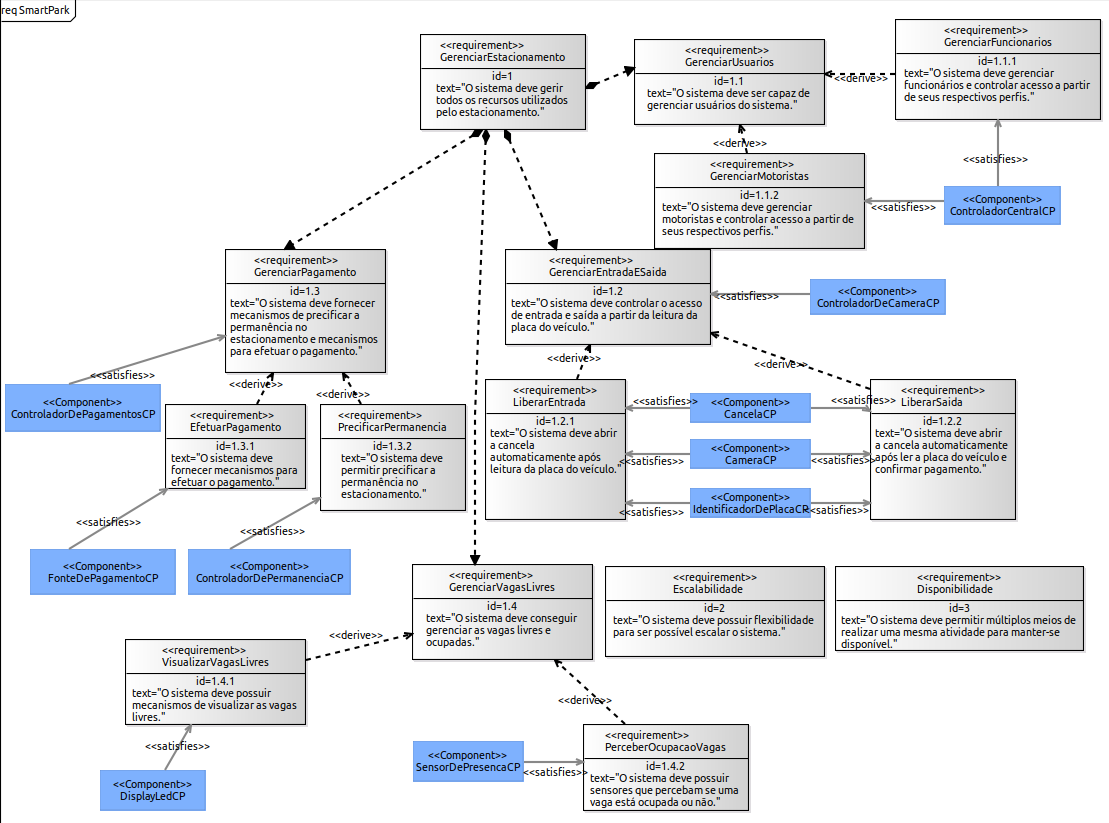 req SmartPark
<<requirement>>
GerenciarEstacionamento
id=1
text="O sistema deve gerir
todos os recursos utilizados
pelo estacionamento."
<<requirement>>
GerenciarUsuarios
id=1.1
text="O sistema deve ser capaz de
gerenciar usuários do sistema."
<<requirement>>
GerenciarFuncionarios
id=1.1.1
text="O sistema deve gerenciar
funcionários e controlar acesso a partir
de seus respectivos perfis."
<<derive>>
<<derive>>
<<satisfies>>
<<requirement>>
GerenciarMotoristas
id=1.1.2
text="O sistema deve gerenciar
motoristas e controlar acesso a partir de
seus respectivos perfis."
<<satisfies>>
<<Component>>
ControladorCentralCP
<<requirement>>
GerenciarPagamento
id=1.3
text="O sistema deve fornecer
mecanismos de precificar a
permanência no
estacionamento e mecanismos
para efetuar o pagamento."
<<requirement>>
GerenciarEntradaESaida
id=1.2
text="O sistema deve controlar o acesso
de entrada e saída a partir da leitura da
placa do veículo."
<<satisfies>>
<<Component>>
ControladorDeCameraCP
<<satisfies>>
<<derive>>
<<derive>>
<<derive>>
<<derive>>
<<Component>>
ControladorDePagamentosCP
<<requirement>>
EfetuarPagamento
id=1.3.1
text="O sistema deve
fornecer mecanismos para
efetuar o pagamento."
<<requirement>>
PrecificarPermanencia
id=1.3.2
text="O sistema deve
permitir precificar a
permanência no
estacionamento."
<<requirement>>
LiberarEntrada
id=1.2.1
text="O sistema deve abrir
a cancela
automaticamente após
leitura da placa do veículo."
<<satisfies>>
<<Component>>
CancelaCP
<<satisfies>>
<<satisfies>>
<<Component>>
CameraCP
<<satisfies>>
<<satisfies>>
<<Component>>
IdentificadorDePlacaCP
<<satisfies>>
<<requirement>>
LiberarSaida
id=1.2.2
text="O sistema deve abrir
a cancela automaticamente
após ler a placa do veículo e
confirmar pagamento."
<<satisfies>>
<<satisfies>>
<<Component>>
FonteDePagamentoCP
<<Component>>
ControladorDePermanenciaCP
<<requirement>>
GerenciarVagasLivres
id=1.4
text="O sistema deve conseguir
gerenciar as vagas livres e
ocupadas."
<<requirement>>
Escalabilidade
id=2
text="O sistema deve possuir flexibilidade
para ser possível escalar o sistema."
<<requirement>>
Disponibilidade
id=3
text="O sistema deve permitir múltiplos meios de
realizar uma mesma atividade para manter-se
disponível."
<<derive>>
<<requirement>>
VisualizarVagasLivres
id=1.4.1
text="O sistema deve possuir
mecanismos de visualizar as vagas
livres."
<<derive>>
<<satisfies>>
<<Component>>
DisplayLedCP
<<Component>>
SensorDePresencaCP
<<satisfies>>
<<requirement>>
PerceberOcupacaoVagas
id=1.4.2
text="O sistema deve possuir
sensores que percebam se uma
vaga está ocupada ou não."